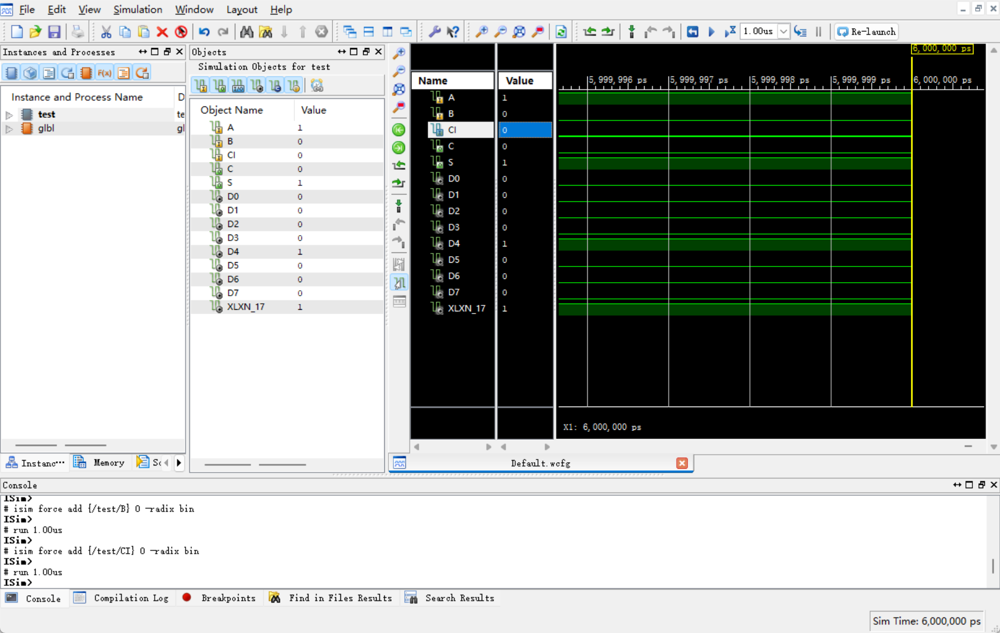 File Edit View Simulation Window Layout Help
1.00us Re-launch
Instances and Processes
F(x)
Instance and Process Name D
test te
glbl gl
Instanc··· Memory So
Objects
Simulation Objects for test
Object Name Value
A 1
B 0
CI 0
C 0
S 1
D0 0
D1 0
D2 0
D3 0
D4 1
D5 0
D6 0
D7 0
XLXN_17 1
Name Value
A 1
B 0
CI 0
C 0
S 1
D0 0
D1 0
D2 0
D3 0
D4 1
D5 0
D6 0
D7 0
XLXN_17 1
6,000,000 ps
5,999,996 ps 5,999,997 ps 5,999,998 ps 5,999,999 ps 6,000,000 ps
X1: 6,000,000 ps
Default.wcfg
Console
ISim>
# isim force add {/test/B} 0 -radix bin
ISim>
# run 1.00us
ISim>
# isim force add {/test/CI} 0 -radix bin
ISim>
# run 1.00us
ISim>
Console Compilation Log Breakpoints Find in Files Results Search Results
Sim Time: 6,000,000 ps